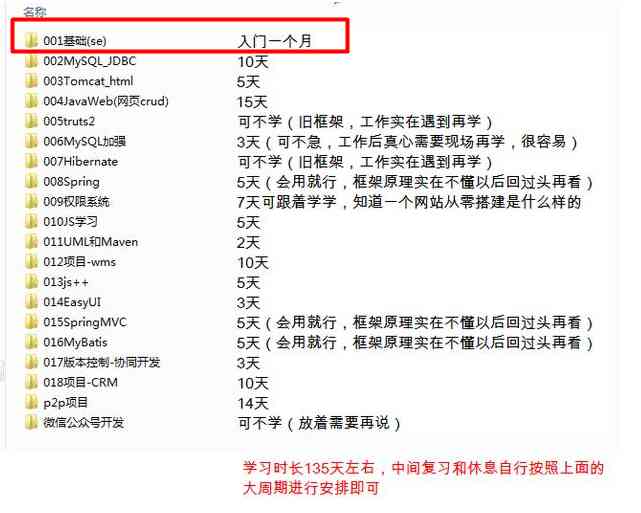 名称
001基础(se) 入门一个月
002MySQL_JDBC 10天
003Tomcat_html 5天
004JavaWeb(网页crud) 15天
005truts2 可不学（旧框架，工作实在遇到再学）
006MySQL加强 3天（可不急，工作后真心需要现场再学，很容易）
007Hibernate 可不学（旧框架，工作实在遇到再学）
008Spring 5天（会用就行，框架原理实在不懂以后回过头再看）
009权限系统 7天可跟着学学，知道一个网站从零搭建是什么样的
010JS学习 5天
011UML和Maven 2天
012项目-wms 10天
013js++ 5天
014EasyUI 3天
015SpringMVC 5天（会用就行，框架原理实在不懂以后回过头再看）
016MyBatis 5天（会用就行，框架原理实在不懂以后回过头再看）
017版本控制-协同开发 3天
018项目-CRM 10天
p2p项目 14天
微信公众号开发 可不学（放着需要再说）
学习时长135天左右，中间复习和休息自行按照上面的
大周期进行安排即可